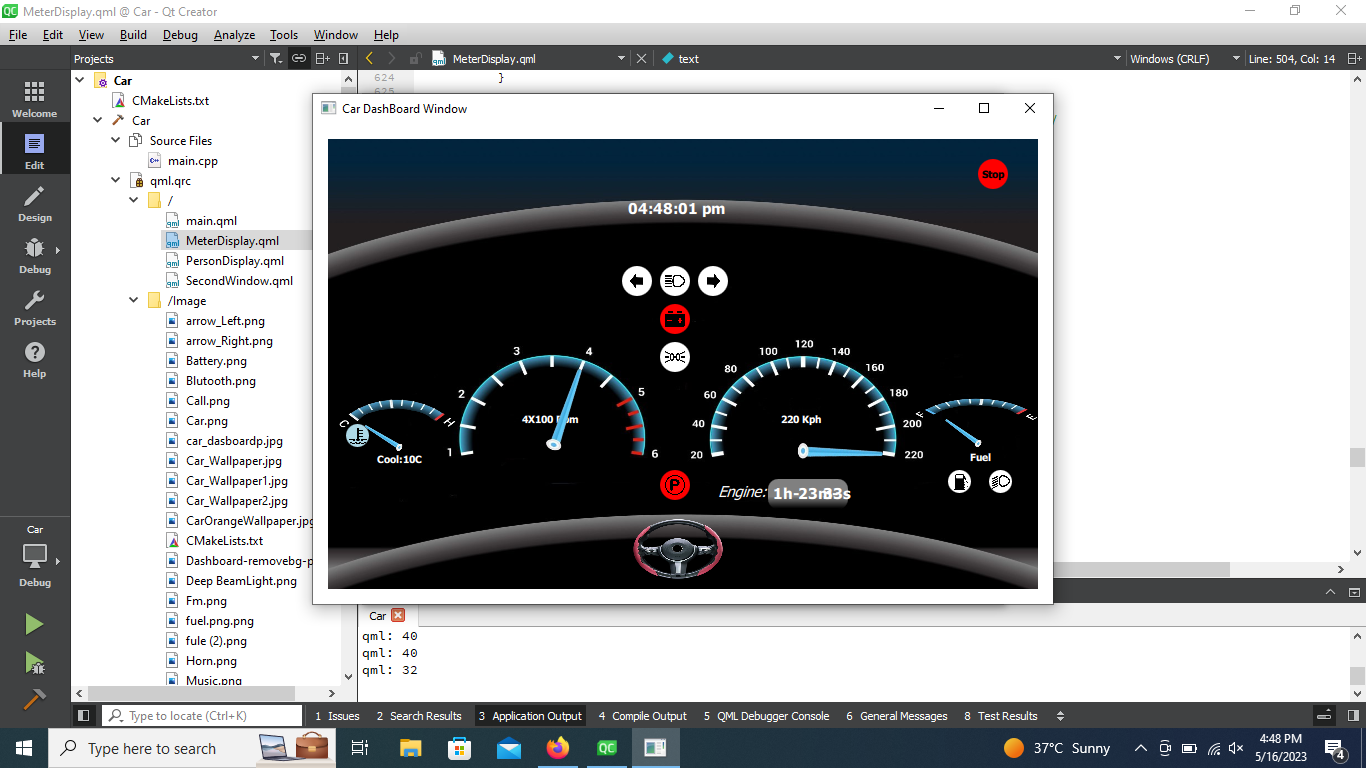 MeterDisplay.qml @ Car - Qt Creator
File Edit View Build Debug Analyze Tools Window Help
Projects MeterDisplay.qml text Windows (CRLF) Line: 504, Col: 14
Welcome
Edit
Design
Debug
Projects
Help
Car
Debug
Car
CMakeLists.txt
Car
Source Files
main.cpp
qml.qrc
/
main.qml
MeterDisplay.qml
PersonDisplay.qml
SecondWindow.qml
/Image
arrow_Left.png
arrow_Right.png
Battery.png
Blutooth.png
Call.png
Car.png
car_dasboardp.jpg
Car_Wallpaper.jpg
Car_Wallpaper1.jpg
Car_Wallpaper2.jpg
CarOrangeWallpaper.jpg
CMakeLists.txt
Dashboard-removebg-p
Deep BeamLight.png
Fm.png
fuel.png.png
fule (2).png
Horn.png
Music.png
624 }
625
Car DashBoard Window
Stop
04:48:01 pm
C H
Cool:10C
1 2 3 4 5 6
4X100 Rpm
20 40 60 80 100 120 140 160 180 200 220
220 Kph
F E
Fuel
P
Engine: 1h-23m
Car
qml: 40
qml: 40
qml: 32
Type to locate (Ctrl+K) 1 Issues 2 Search Results 3 Application Output 4 Compile Output 5 QML Debugger Console 6 General Messages 8 Test Results
Type here to search
QC
37°C Sunny
4:48 PM
5/16/2023
4